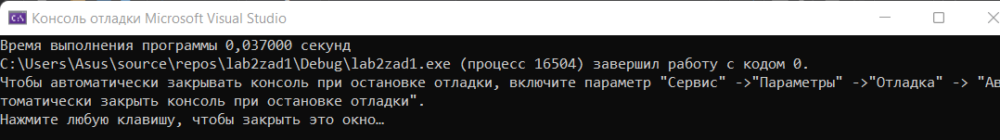 Консоль отладки Microsoft Visual Studio
Время выполнения программы 0,037000 секунд
C:\Users\Asus\source\repos\lab2zad1\Debug\lab2zad1.exe (процесс 16504) завершил работу с кодом 0.
Чтобы автоматически закрывать консоль при остановке отладки, включите параметр "Сервис" ->"Параметры" ->"Отладка" -> "Ав
томатически закрыть консоль при остановке отладки".
Нажмите любую клавишу, чтобы закрыть это окно…